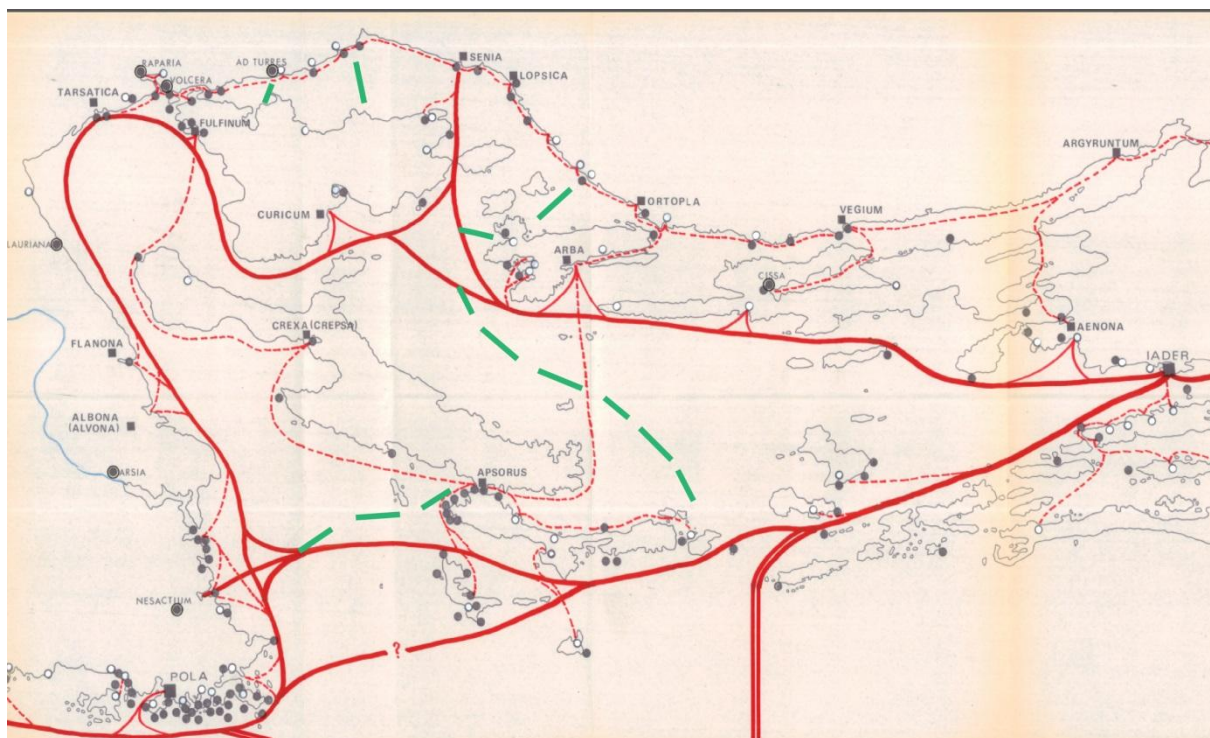 RAPARIA
AD TURRES
SENIA
VOLCERA
LOPSICA
TARSATICA
FULFINUM
ARGYRUNTUM
ORTOPLA
CURICUM
VEGIUM
LAURIANA
ARBA
CISSA
CREXA (CREPSA)
AENONA
FLANONA
IADER
ALBONA
(ALVONA)
ARSIA
APSORUS
NESACTIUM
?
POLA